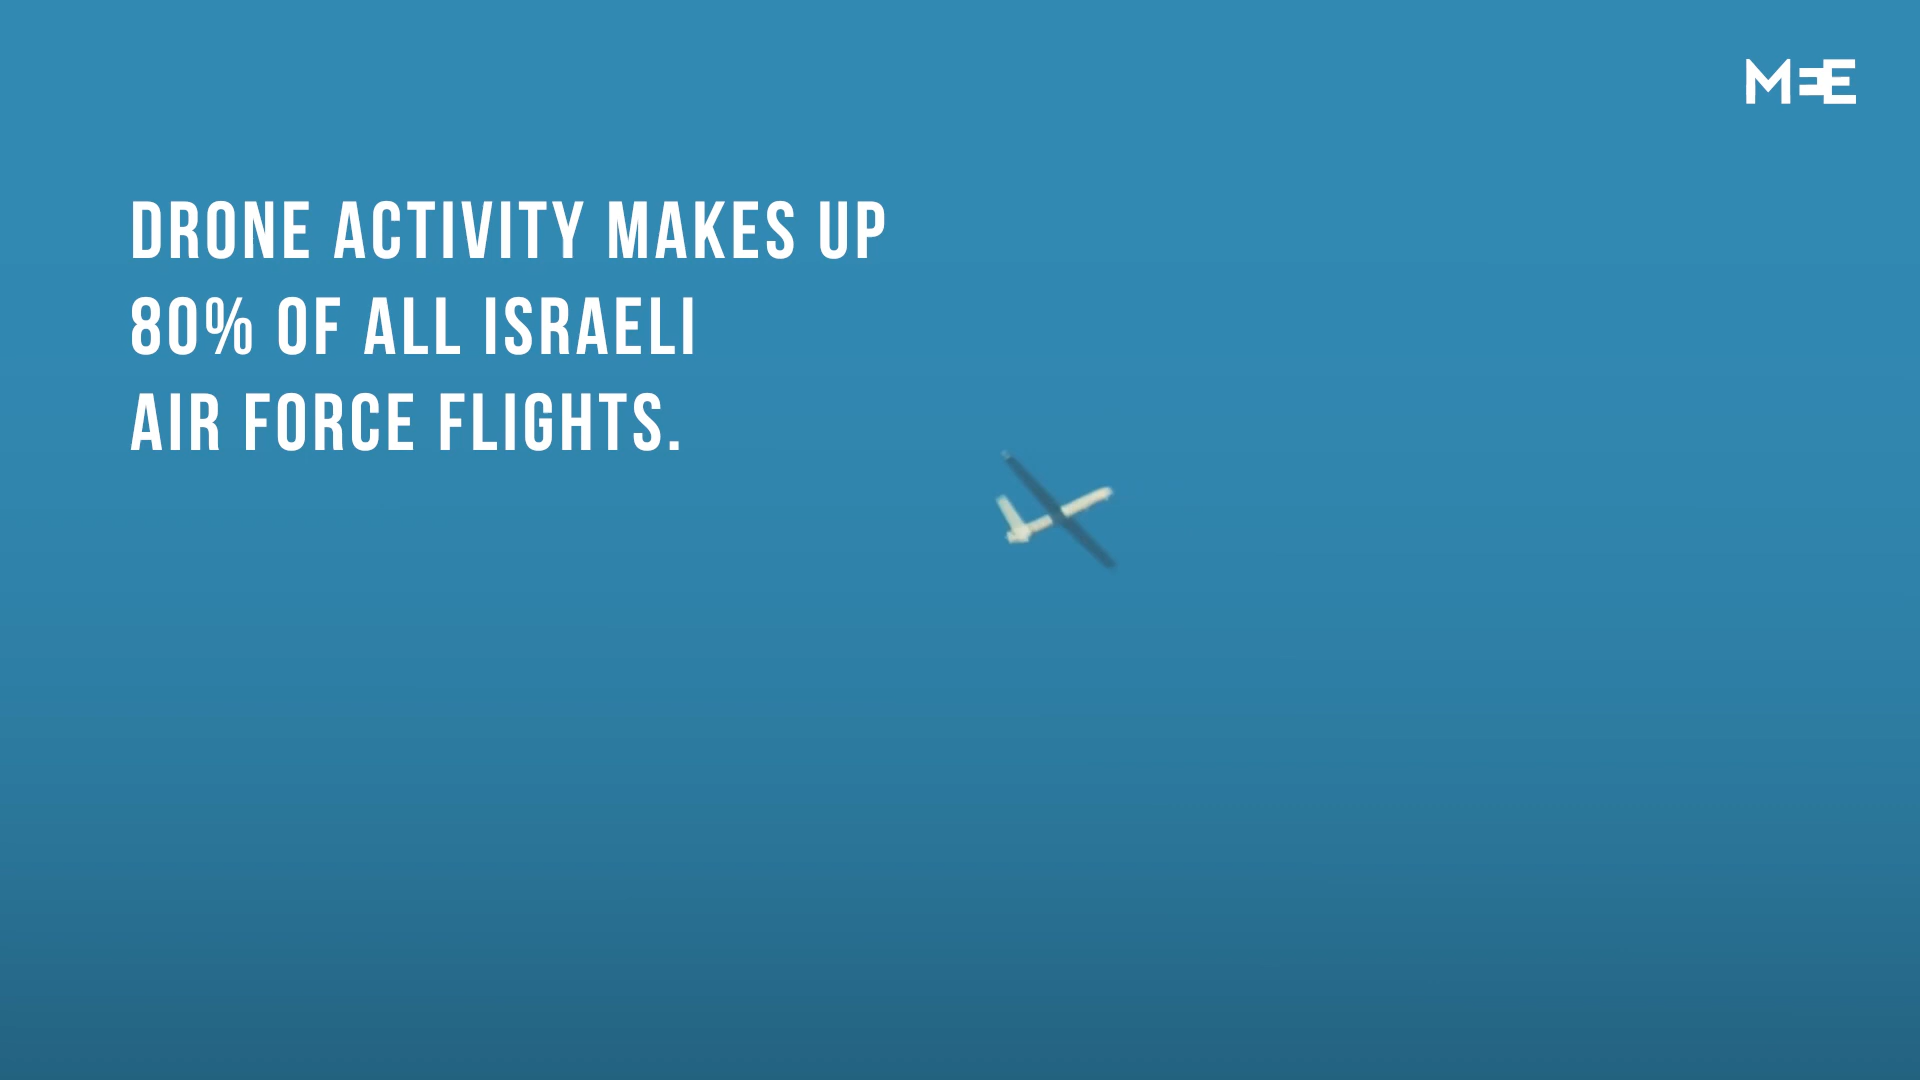 MEE
DRONE ACTIVITY MAKES UP
80% OF ALL ISRAELI
AIR FORCE FLIGHTS.